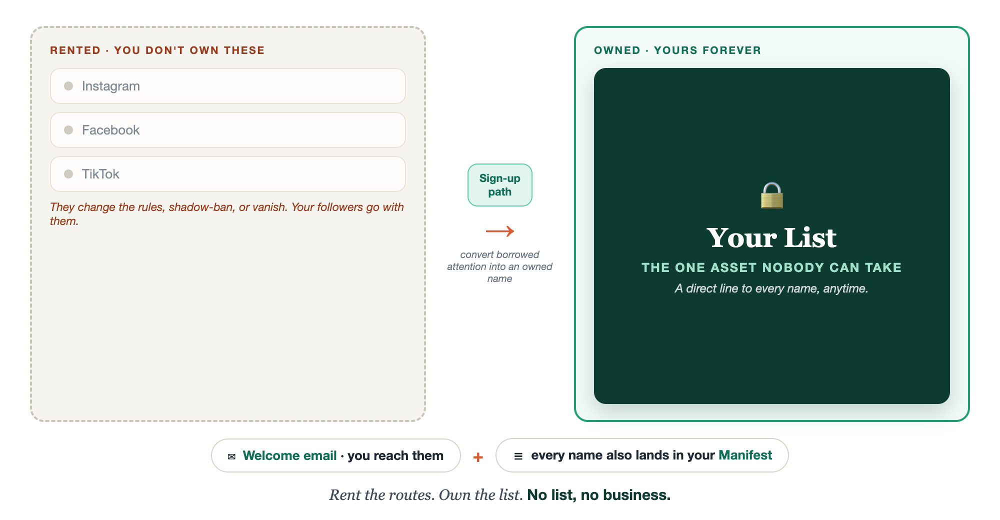 RENTED · YOU DON'T OWN THESE
Instagram
Facebook
TikTok
They change the rules, shadow-ban, or vanish. Your followers go with
them.
Sign-up
path
→
convert borrowed
attention into an owned
name
OWNED · YOURS FOREVER
Your List
THE ONE ASSET NOBODY CAN TAKE
A direct line to every name, anytime.
✉ Welcome email · you reach them
+
≡ every name also lands in your Manifest
Rent the routes. Own the list. No list, no business.